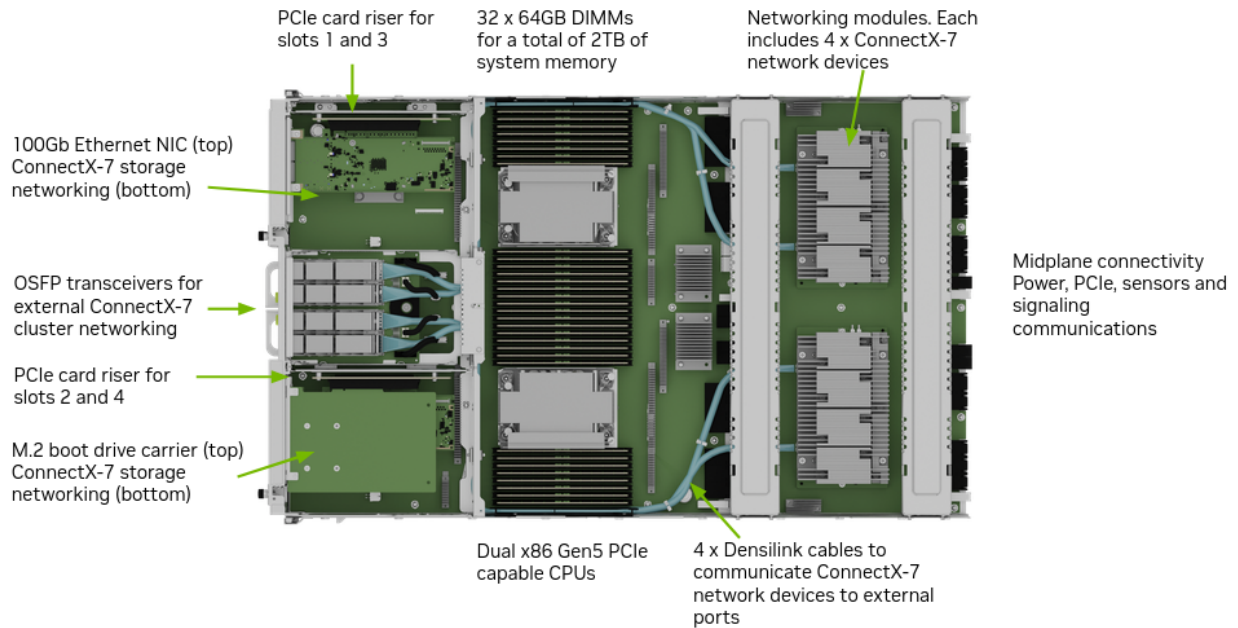 PCIe card riser for
slots 1 and 3
32 x 64GB DIMMs
for a total of 2TB of
system memory
Networking modules. Each
includes 4 x ConnectX-7
network devices
100Gb Ethernet NIC (top)
ConnectX-7 storage
networking (bottom)
OSFP transceivers for
external ConnectX-7
cluster networking
Midplane connectivity
Power, PCIe, sensors and
signaling
communications
PCIe card riser for
slots 2 and 4
M.2 boot drive carrier (top)
ConnectX-7 storage
networking (bottom)
Dual x86 Gen5 PCIe
capable CPUs
4 x Densilink cables to
communicate ConnectX-7
network devices to external
ports